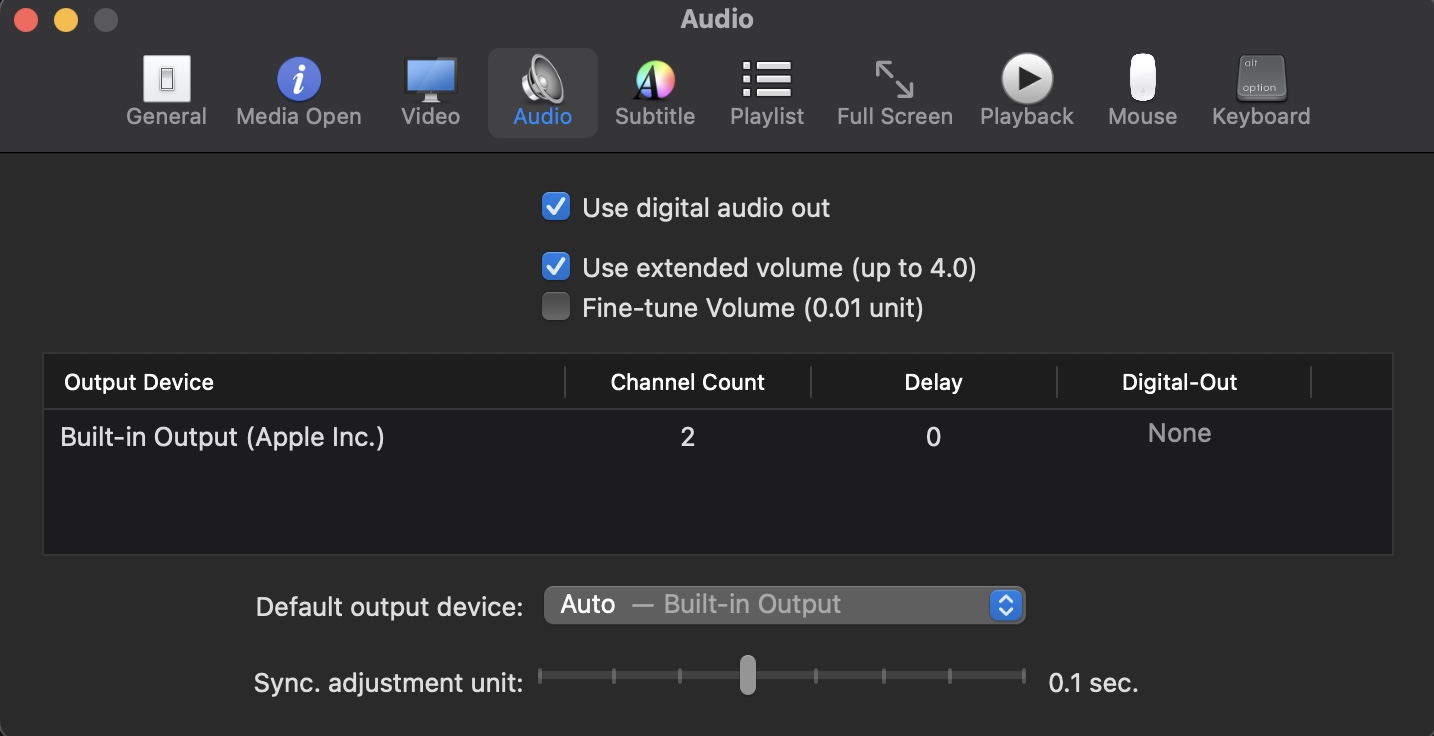 Audio
General Media Open Video Audio Subtitle Playlist Full Screen Playback Mouse alt option Keyboard
Use digital audio out
Use extended volume (up to 4.0)
Fine-tune Volume (0.01 unit)
Output Device Channel Count Delay Digital-Out
Built-in Output (Apple Inc.) 2 0 None
Default output device: Auto — Built-in Output
Sync. adjustment unit: 0.1 sec.